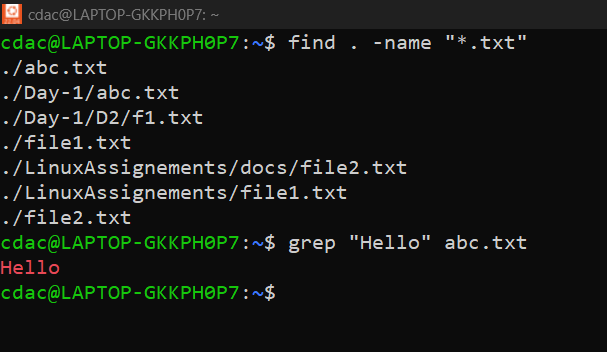 cdac@LAPTOP-GKKPH0P7: ~
cdac@LAPTOP-GKKPH0P7:~$ find . -name "*.txt"
./abc.txt
./Day-1/abc.txt
./Day-1/D2/f1.txt
./file1.txt
./LinuxAssignements/docs/file2.txt
./LinuxAssignements/file1.txt
./file2.txt
cdac@LAPTOP-GKKPH0P7:~$ grep "Hello" abc.txt
Hello
cdac@LAPTOP-GKKPH0P7:~$